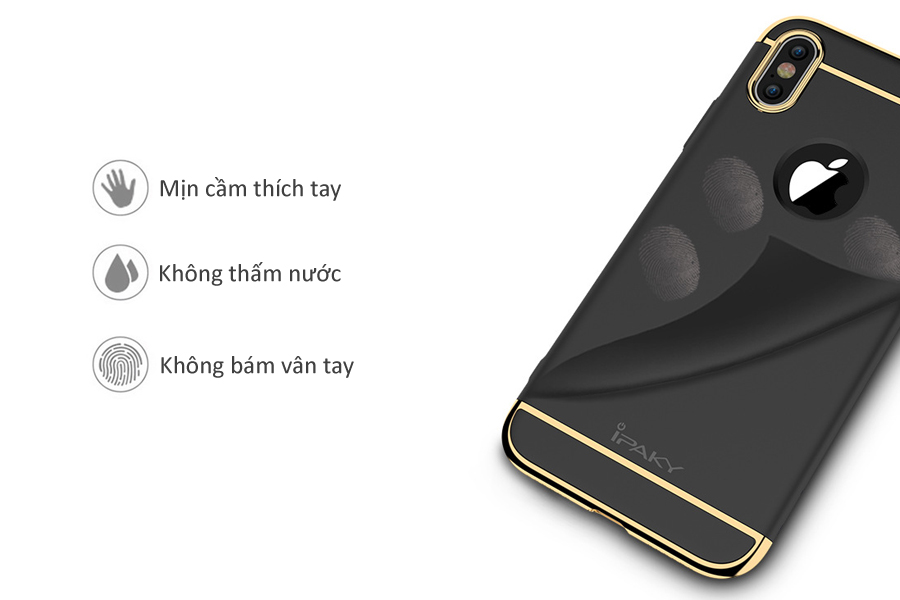 Mịn cầm thích tay
Không thấm nước
Không bám vân tay
iPAKY